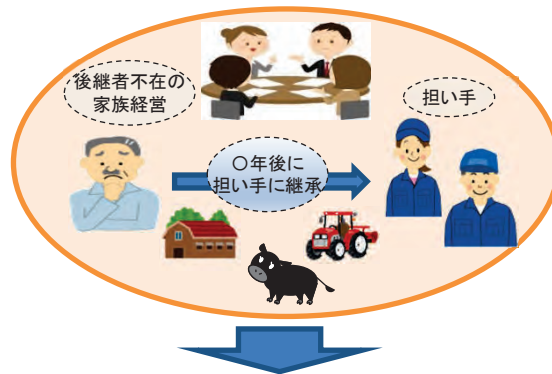 後継者不在の
家族経営
担い手
〇年後に
担い手に継承